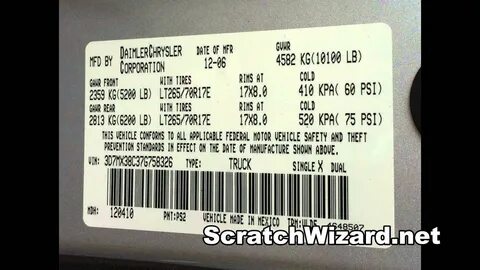 MFD BY DAIMLERCHRYSLER CORPORATION DATE OF MFR 12-06 GVWR 4582 KG(10100 LB)
GAWR FRONT WITH TIRES RIMS AT COLD
2359 KG(5200 LB) LT265/70R17E 17X8.0 410 KPA( 60 PSI)
GAWR REAR WITH TIRES RIMS AT COLD
2813 KG(6200 LB) LT265/70R17E 17X8.0 520 KPA( 75 PSI)
THIS VEHICLE CONFORMS TO ALL APPLICABLE FEDERAL MOTOR VEHICLE SAFETY AND THEFT
PREVENTION STANDARDS IN EFFECT ON THE DATE OF MANUFACTURE SHOWN ABOVE.
VIN: 3D7MX38C37G758326 TYPE: TRUCK SINGLE X DUAL
MDH: 120410 PNT:PS2 VEHICLE MADE IN MEXICO
ScratchWizard.net